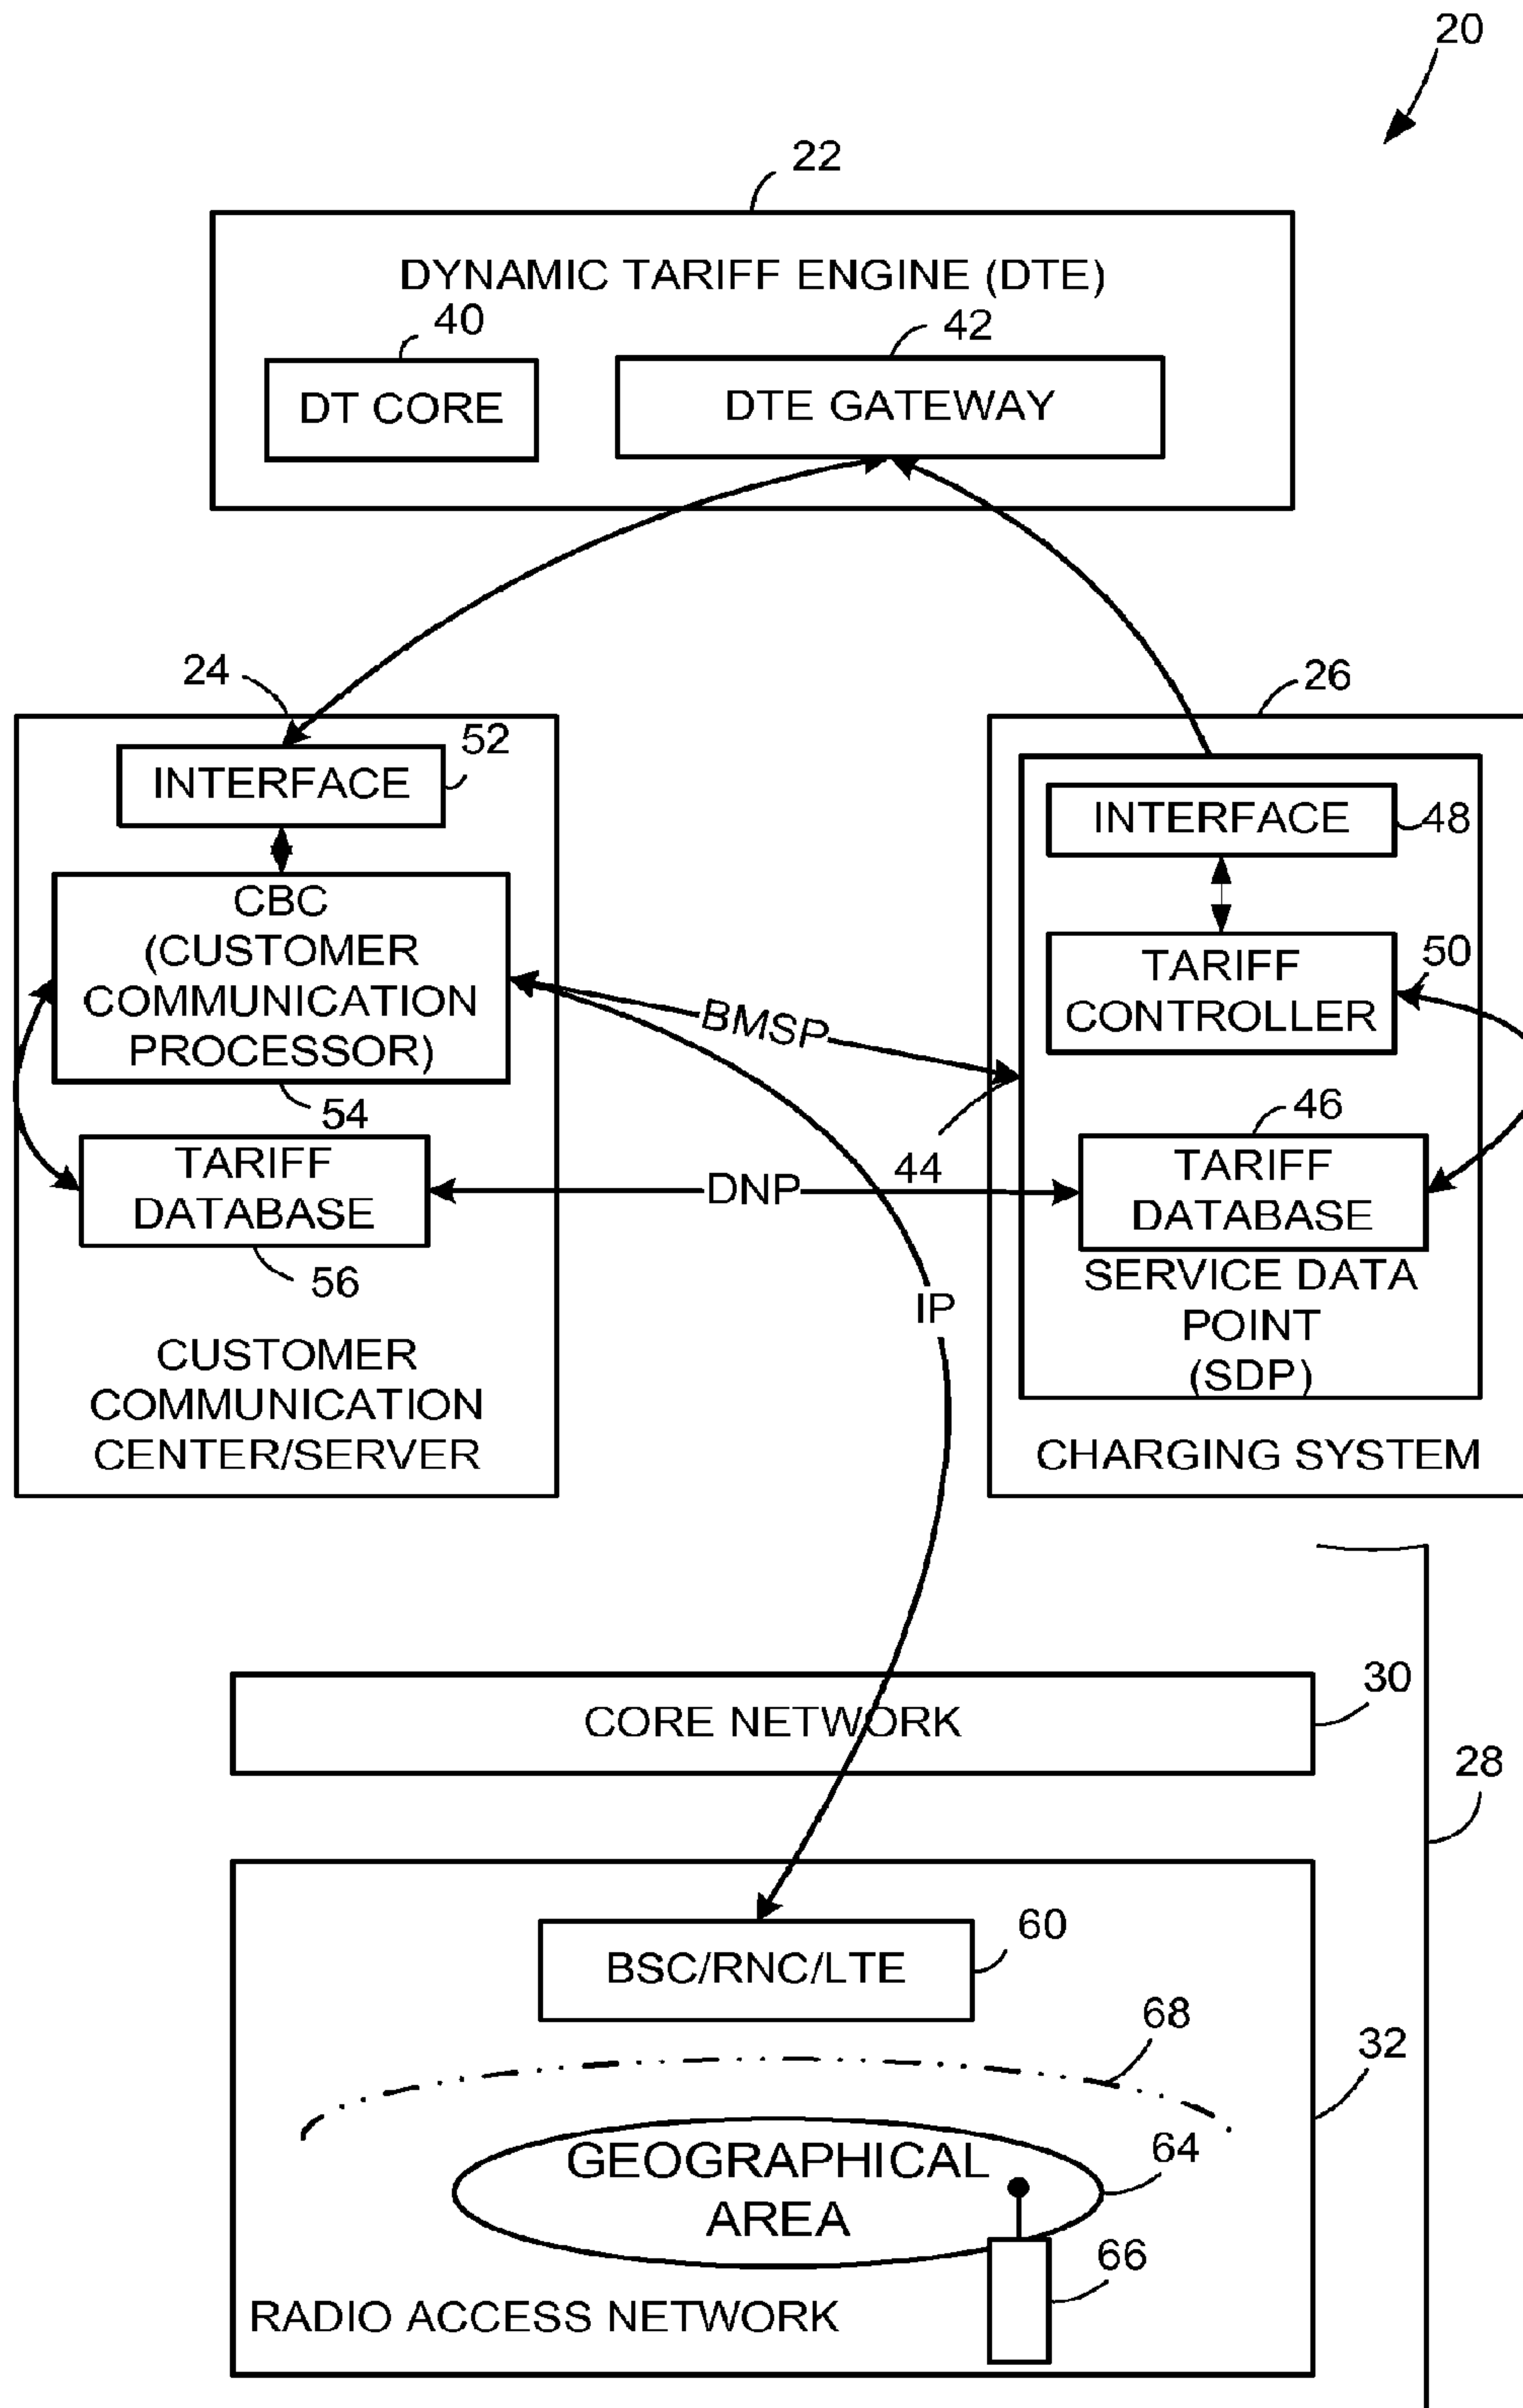 20
22
DYNAMIC TARIFF ENGINE (DTE)
40
42
DT CORE
DTE GATEWAY
24
26
52
INTERFACE
INTERFACE
48
CBC
(CUSTOMER
COMMUNICATION
PROCESSOR)
TARIFF
CONTROLLER
50
BMSP
54
44
46
TARIFF
DATABASE
DNP
TARIFF
DATABASE
56
SERVICE DATA
POINT
(SDP)
IP
CUSTOMER
COMMUNICATION
CENTER/SERVER
CHARGING SYSTEM
30
CORE NETWORK
28
60
BSC/RNC/LTE
68
32
GEOGRAPHICAL
AREA
64
66
RADIO ACCESS NETWORK